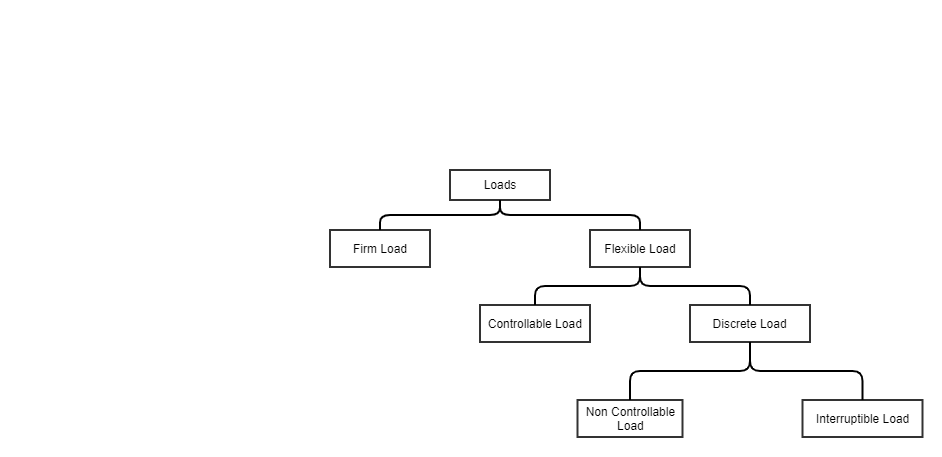 Loads
Firm Load
Flexible Load
Controllable Load
Discrete Load
Non Controllable
Load
Interruptible Load